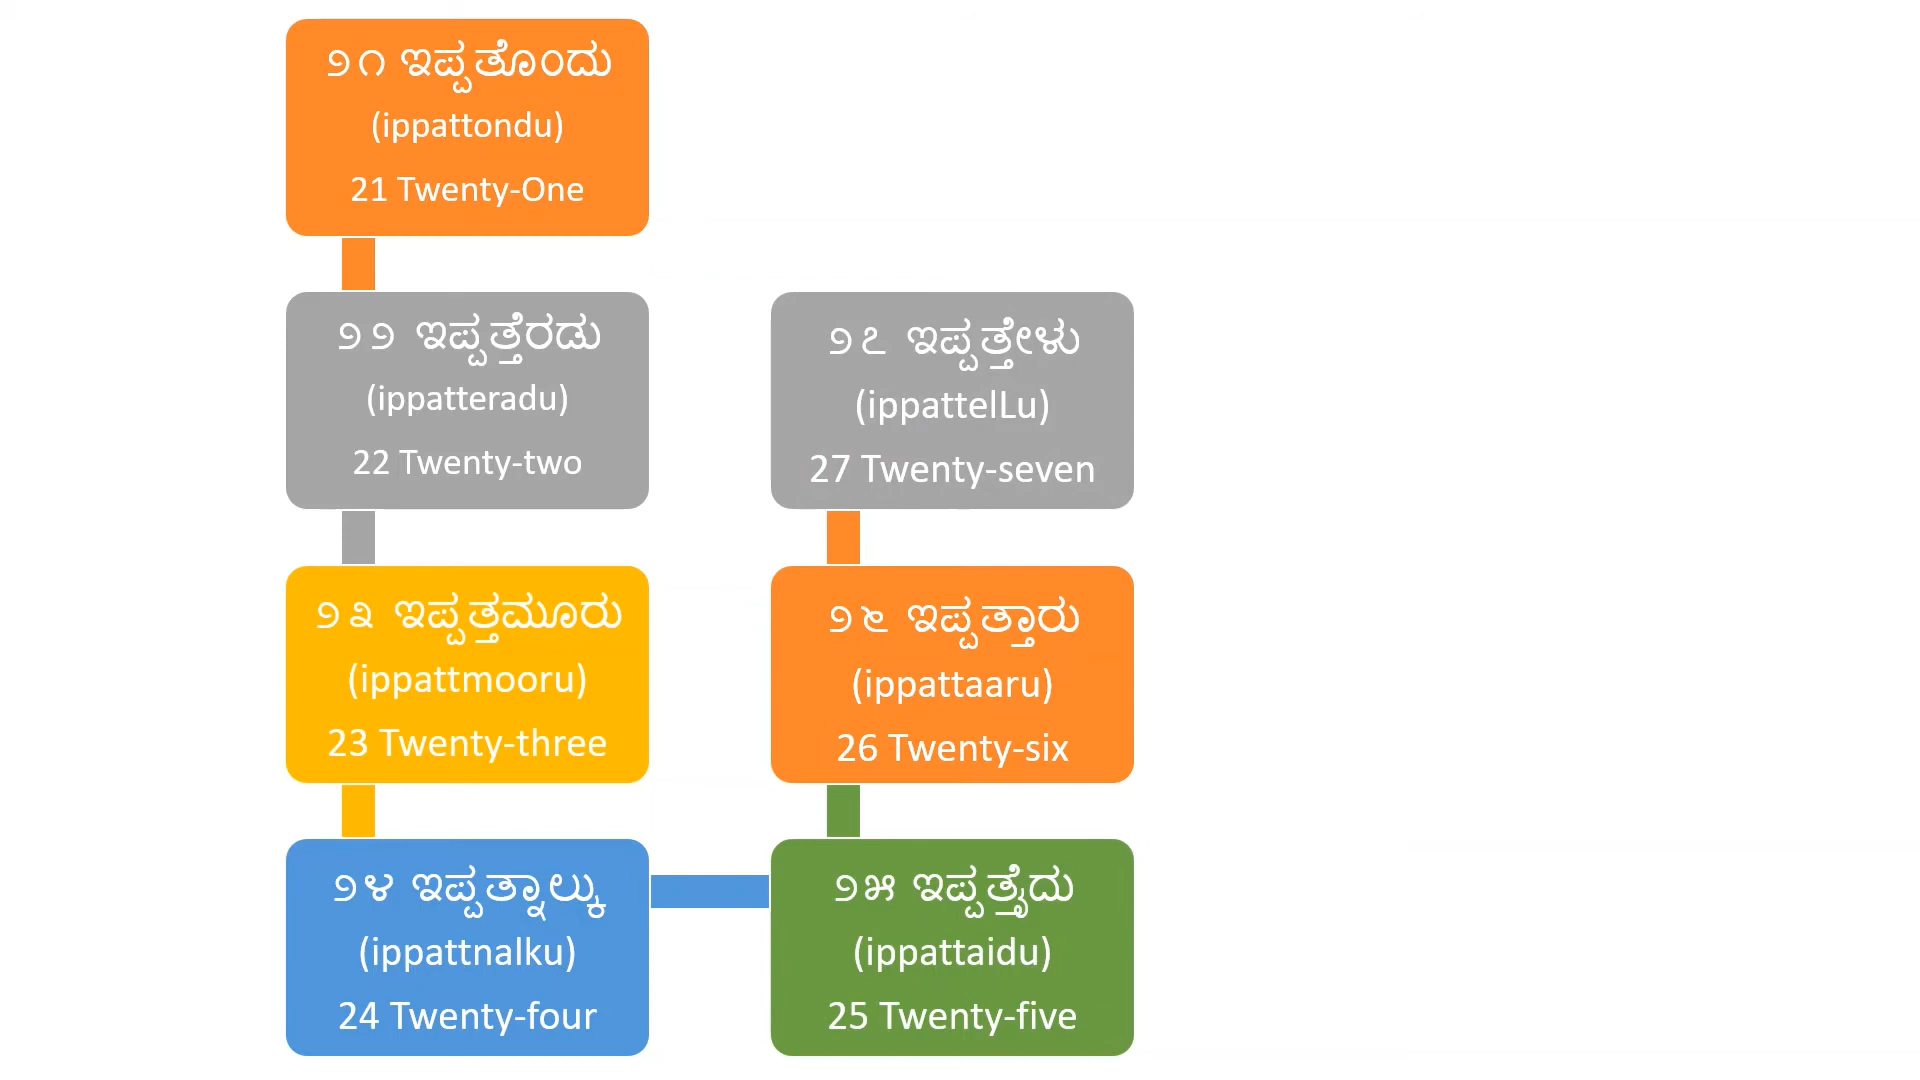 ೨೧ ಇಪ್ಪತೊಂದು
(ippattondu)
21 Twenty-One
೨೨ ಇಪ್ಪತ್ತೆರಡು
(ippatteradu)
22 Twenty-two
೨೩ ಇಪ್ಪತ್ತಮೂರು
(ippattmooru)
23 Twenty-three
೨೪ ಇಪ್ಪತ್ನಾಲ್ಕು
(ippattnalku)
24 Twenty-four
೨೫ ಇಪ್ಪತ್ತೈದು
(ippattaidu)
25 Twenty-five
೨೬ ಇಪ್ಪತ್ತಾರು
(ippattaaru)
26 Twenty-six
೨೭ ಇಪ್ಪತ್ತೇಳು
(ippattelLu)
27 Twenty-seven